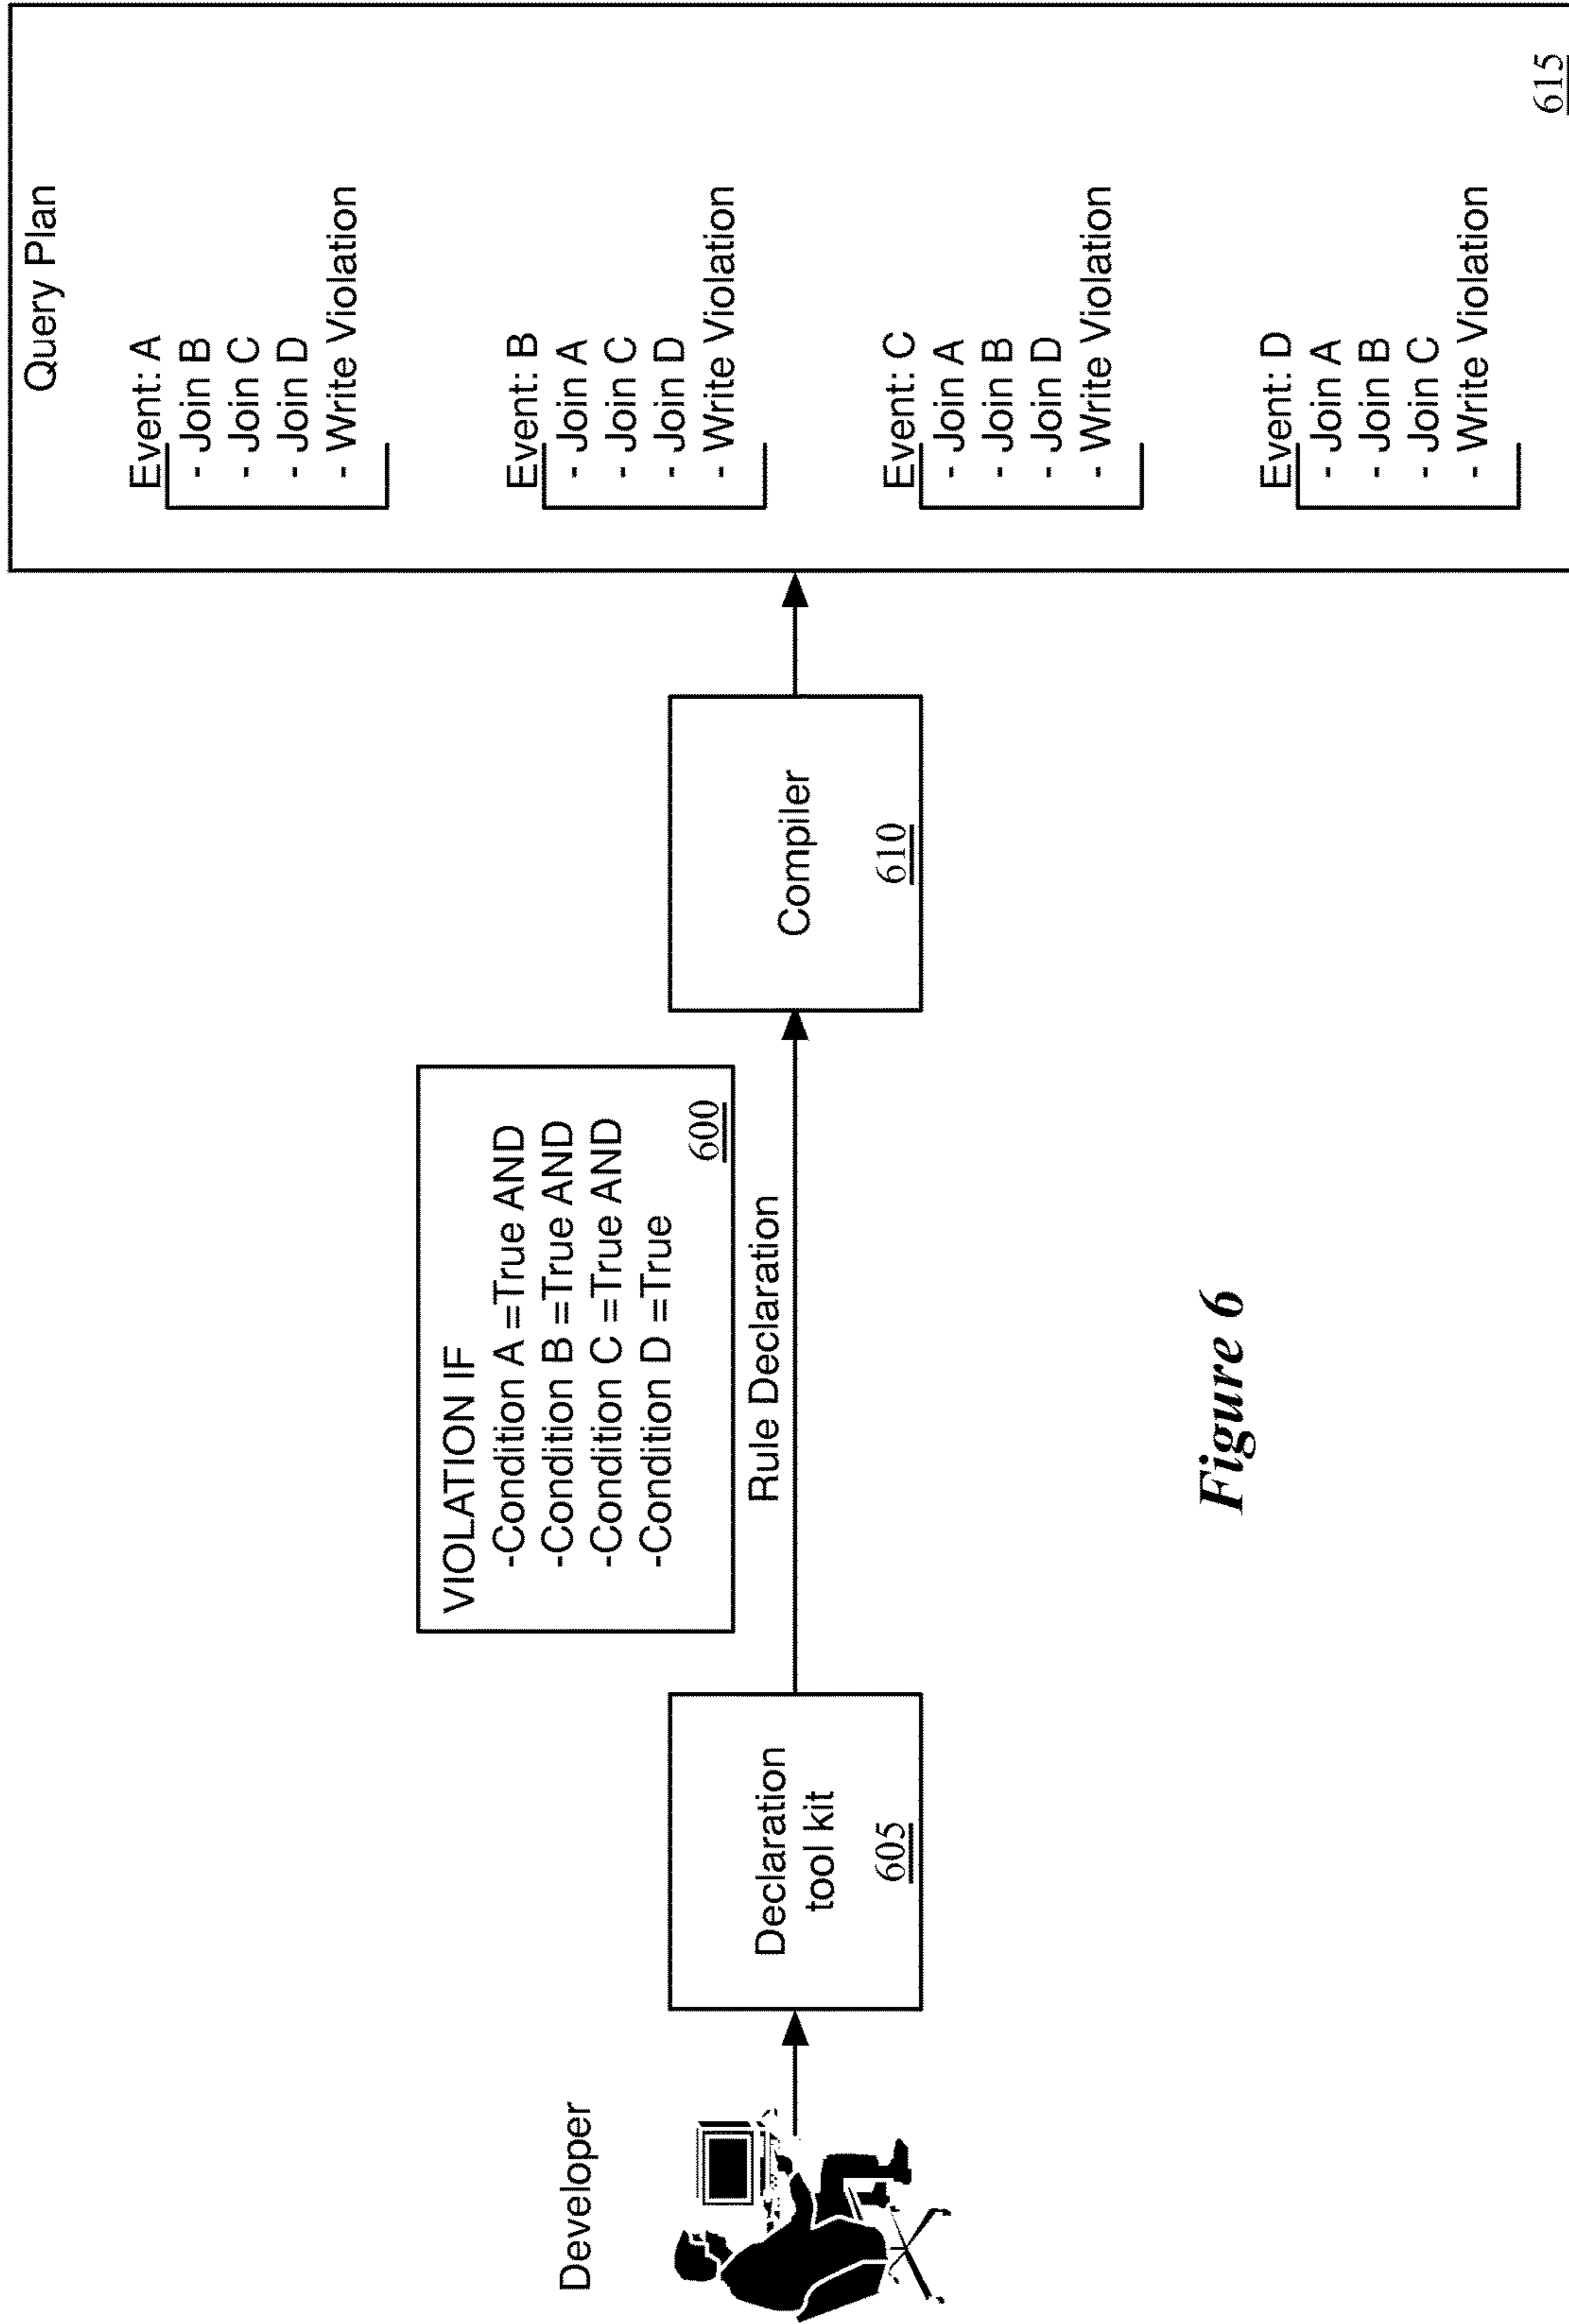 Developer
Declaration
tool kit
605
VIOLATION IF
-Condition A =True AND
-Condition B =True AND
-Condition C =True AND
-Condition D =True
600
Rule Declaration
Compiler
610
Query Plan
Event: A
- Join B
- Join C
- Join D
- Write Violation
Event: B
- Join A
- Join C
- Join D
- Write Violation
Event: C
- Join A
- Join B
- Join D
- Write Violation
Event: D
- Join A
- Join B
- Join C
- Write Violation
615
Figure 6